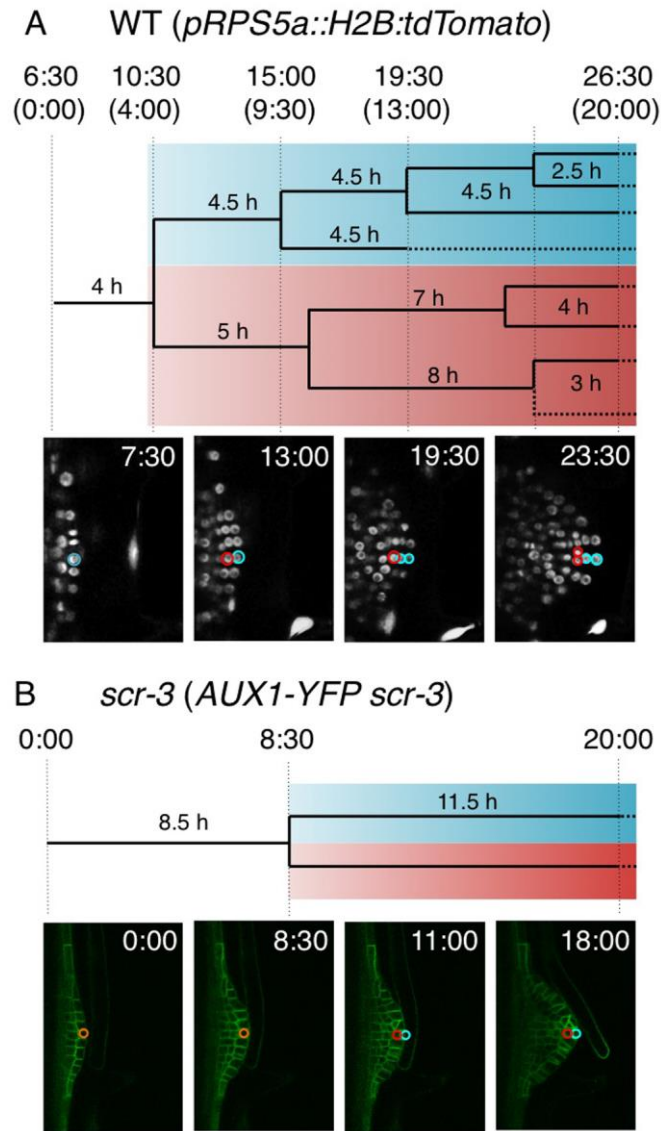 A WT (pRPS5a::H2B:tdTomato)
6:30 10:30 15:00 19:30 26:30
(0:00) (4:00) (9:30) (13:00) (20:00)
2.5 h
4.5 h
4.5 h
4.5 h
4.5 h
4 h
7 h
4 h
5 h
8 h
3 h
7:30 13:00 19:30 23:30
B scr-3 (AUX1-YFP scr-3)
0:00 8:30 20:00
11.5 h
8.5 h
0:00 8:30 11:00 18:00